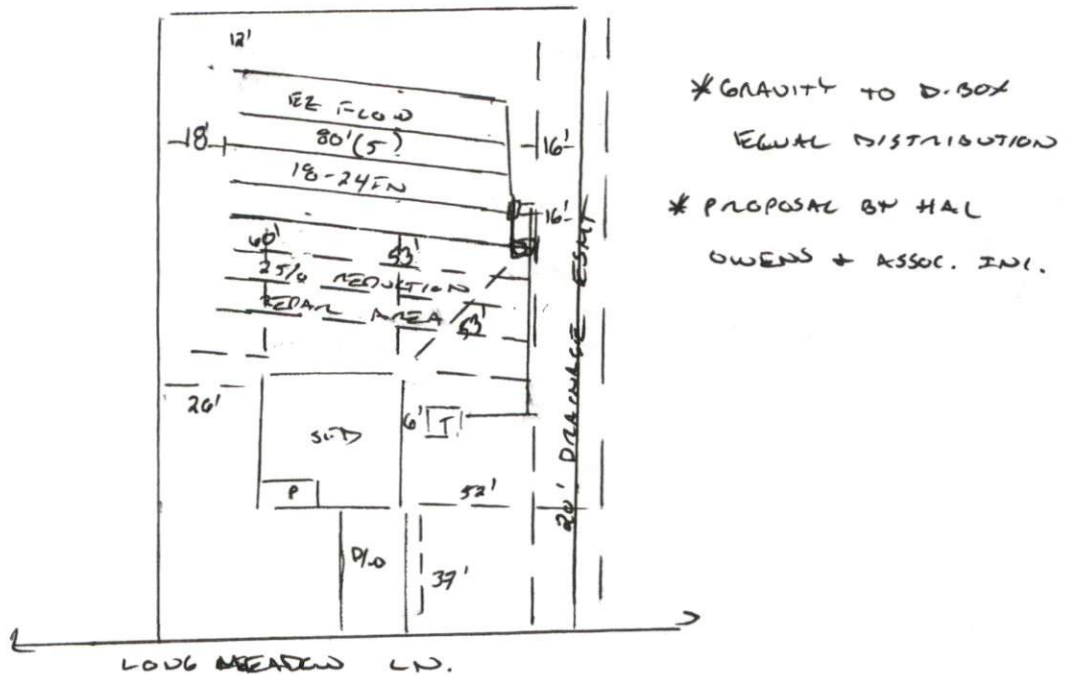 12'
EZ FLOW
80' (5)
18-24 IN
18'
16'
16'
60'
53'
25% REDUCTION
REPAIR AREA
53'
26'
6'
T
SFD
P
52'
D/W
37'
20' DRAINAGE ESMT
LONG MEADOW LN.
* GRAVITY TO D-BOX
EQUAL DISTRIBUTION
* PROPOSAL BY HAL
OWENS + ASSOC. INC.